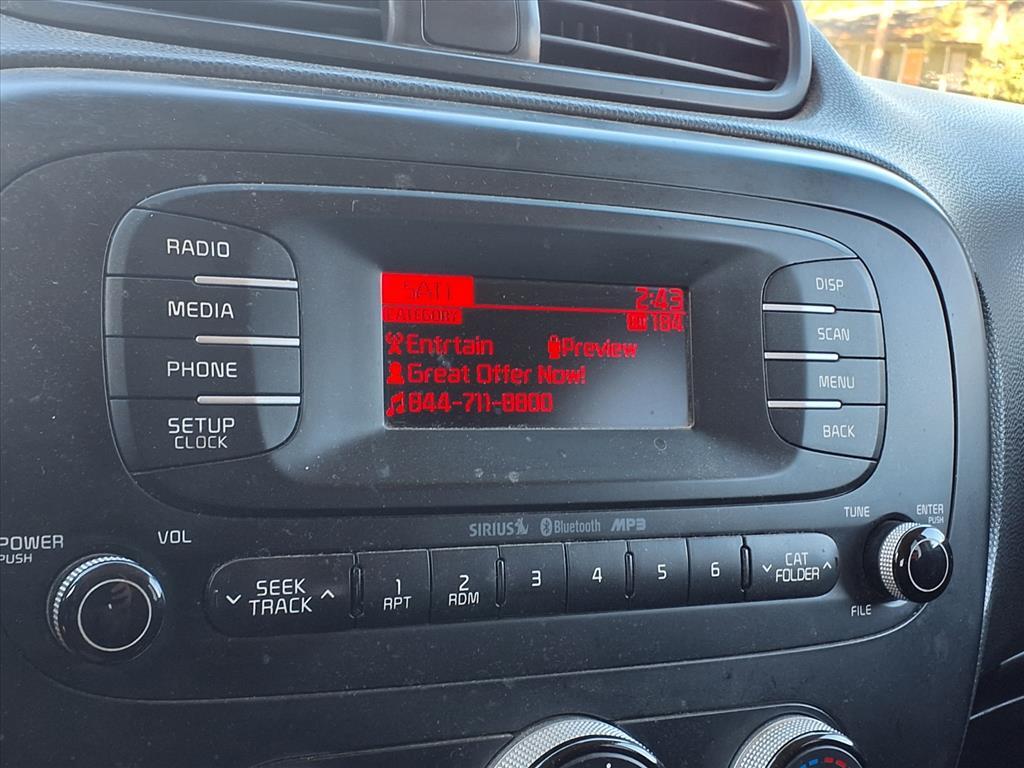 RADIO
MEDIA
PHONE
SETUP
CLOCK
SAT1
2:43
CATEGORY
184
Entrtain Preview
Great Offer Now!
844-711-8800
DISP
SCAN
MENU
BACK
SIRIUS Bluetooth MP3
POWER
PUSH
VOL
SEEK
TRACK
1
RPT
2
RDM
3
4
5
6
CAT
FOLDER
TUNE
ENTER
PUSH
FILE